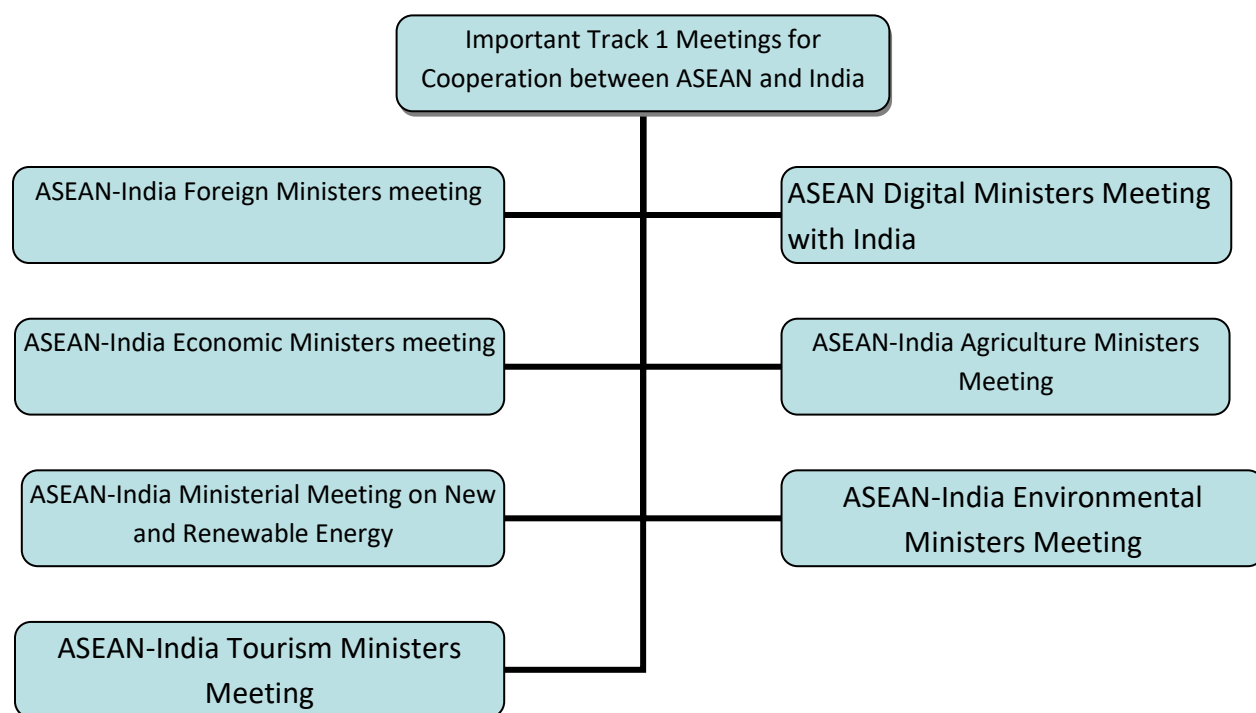 Important Track 1 Meetings for
Cooperation between ASEAN and India
ASEAN-India Foreign Ministers meeting
ASEAN Digital Ministers Meeting
with India
ASEAN-India Economic Ministers meeting
ASEAN-India Agriculture Ministers
Meeting
ASEAN-India Ministerial Meeting on New
and Renewable Energy
ASEAN-India Environmental
Ministers Meeting
ASEAN-India Tourism Ministers
Meeting